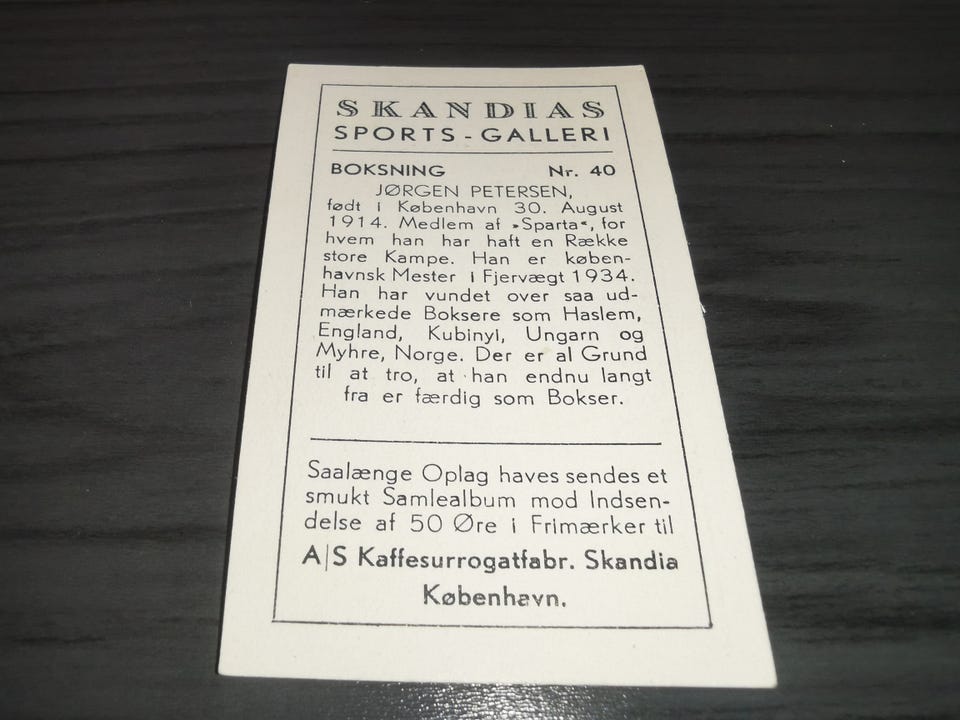 SKANDIAS
SPORTS-GALLERI
BOKSNING Nr. 40
JØRGEN PETERSEN,
født i København 30. August
1914. Medlem af »Sparta«, for
hvem han har haft en Række
store Kampe. Han er køben-
havnsk Mester i Fjervægt 1934.
Han har vundet over saa ud-
mærkede Boksere som Haslem,
England, Kubinyi, Ungarn og
Myhre, Norge. Der er al Grund
til at tro, at han endnu langt
fra er færdig som Bokser.
Saalænge Oplag haves sendes et
smukt Samlealbum mod Indsen-
delse af 50 Øre i Frimærker til
A|S Kaffesurrogatfabr. Skandia
København.